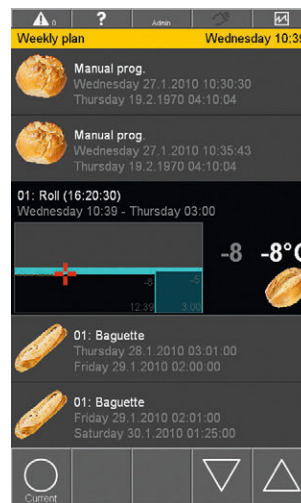 0
?
Admin
Weekly plan
Wednesday 10:39
Manual prog.
Wednesday 27.1.2010 10:30:30
Thursday 19.2.1970 04:10:04
Manual prog.
Wednesday 27.1.2010 10:35:43
Thursday 19.2.1970 04:10:04
01: Roll (16:20:30)
Wednesday 10:39 - Thursday 03:00
-8 -8°C
-8 -5
12:39 3:00
01: Baguette
Thursday 28.1.2010 03:01:00
Friday 29.1.2010 02:00:00
01: Baguette
Friday 29.1.2010 02:01:00
Saturday 30.1.2010 01:25:00
Current